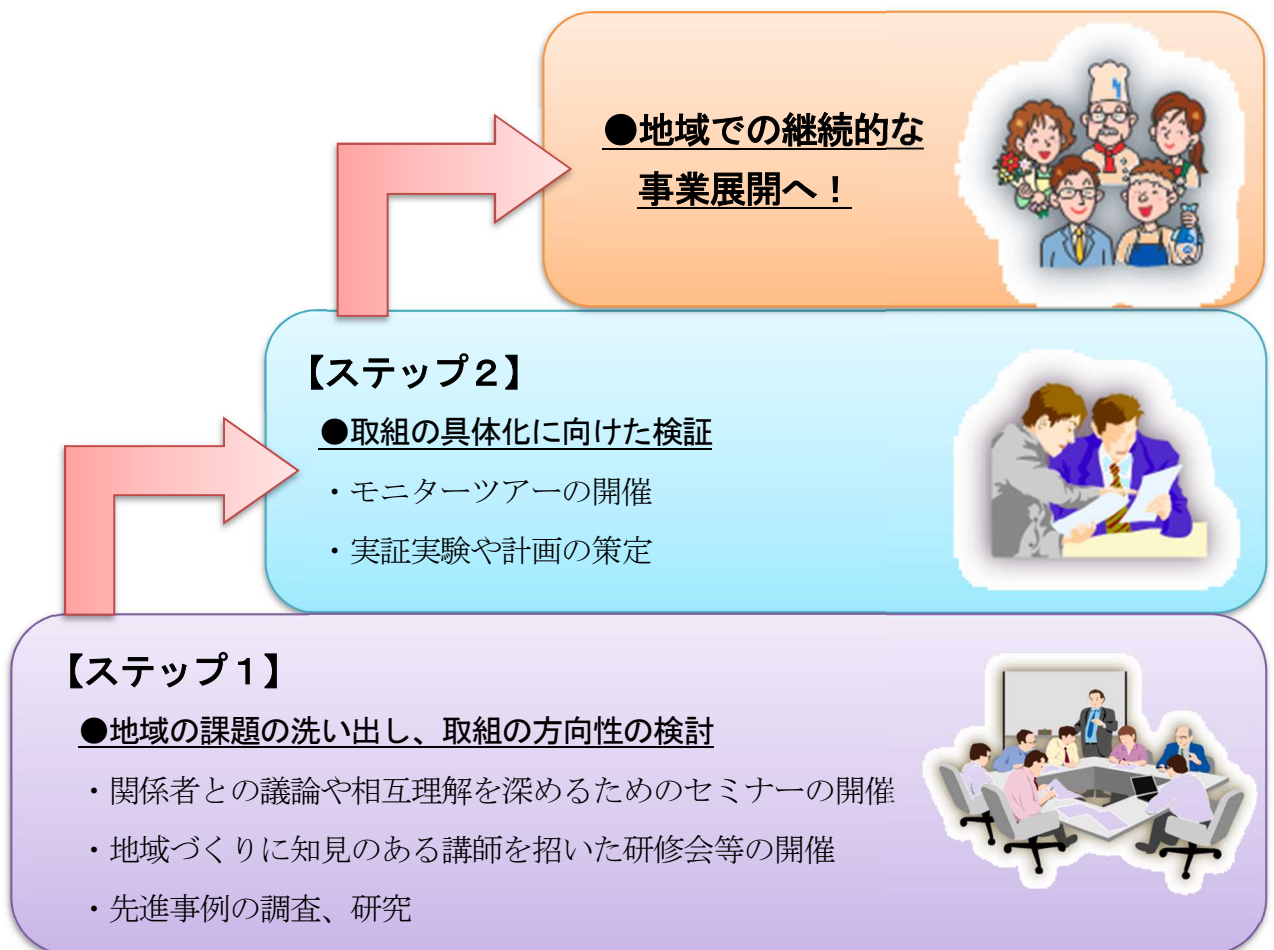 ●地域での継続的な
事業展開へ！
【ステップ２】
●取組の具体化に向けた検証
・モニターツアーの開催
・実証実験や計画の策定
【ステップ１】
●地域の課題の洗い出し、取組の方向性の検討
・関係者との議論や相互理解を深めるためのセミナーの開催
・地域づくりに知見のある講師を招いた研修会等の開催
・先進事例の調査、研究